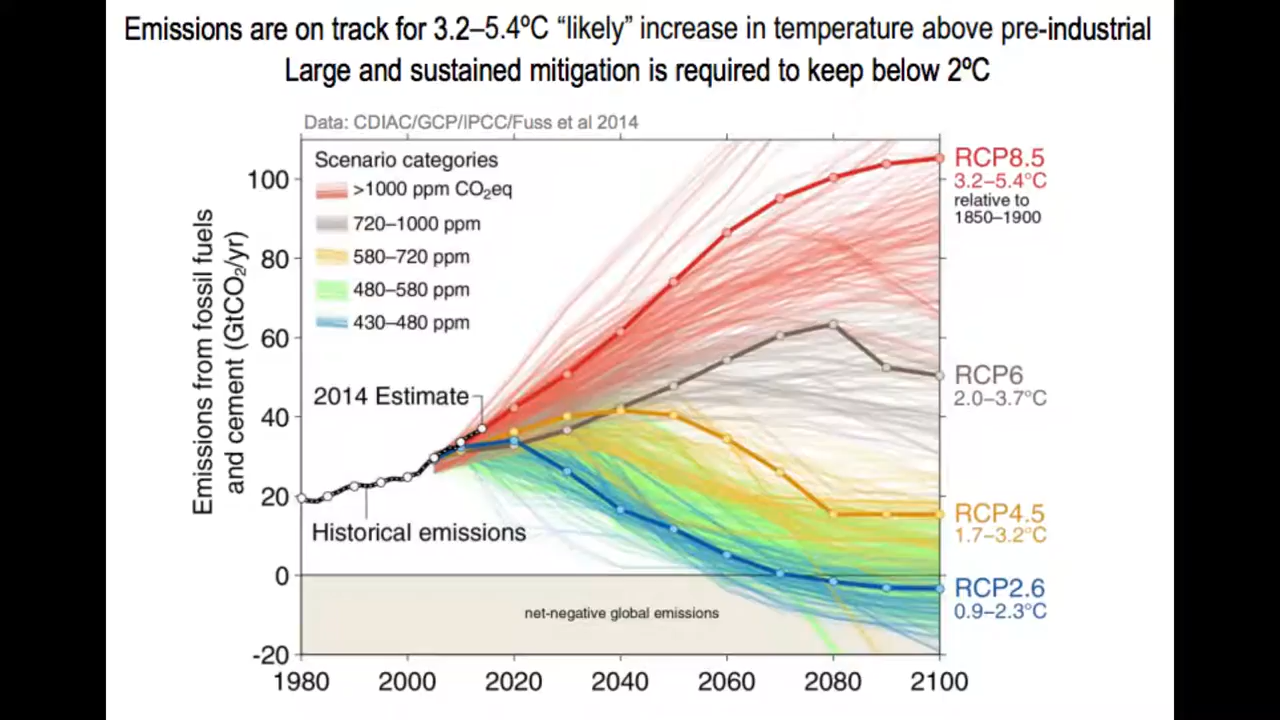 Emissions are on track for 3.2–5.4ºC “likely” increase in temperature above pre-industrial
Large and sustained mitigation is required to keep below 2ºC
Data: CDIAC/GCP/IPCC/Fuss et al 2014
Scenario categories
>1000 ppm CO₂eq
720–1000 ppm
580–720 ppm
480–580 ppm
430–480 ppm
Emissions from fossil fuels
and cement (GtCO₂/yr)
100
80
60
40
20
0
-20
2014 Estimate
Historical emissions
net-negative global emissions
RCP8.5
3.2–5.4°C
relative to
1850–1900
RCP6
2.0–3.7°C
RCP4.5
1.7–3.2°C
RCP2.6
0.9–2.3°C
1980 2000 2020 2040 2060 2080 2100